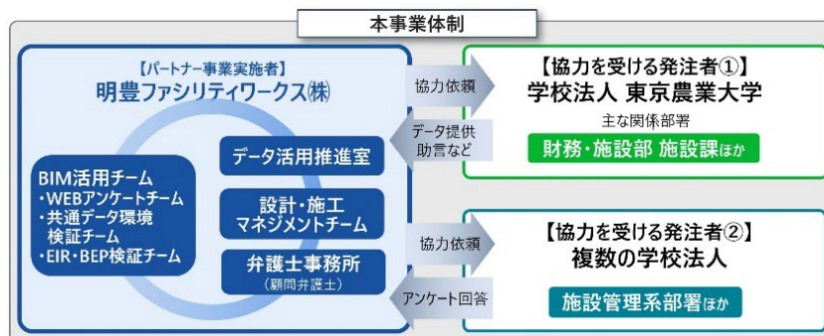 本事業体制
【パートナー事業実施者】
明豊ファシリティワークス㈱
BIM活用チーム
・WEBアンケートチーム
・共通データ環境
検証チーム
・EIR・BEP検証チーム
データ活用推進室
設計・施工
マネジメントチーム
弁護士事務所
(顧問弁護士)
協力依頼
データ提供
助言など
協力依頼
アンケート回答
【協力を受ける発注者①】
学校法人 東京農業大学
主な関係部署
財務・施設部 施設課ほか
【協力を受ける発注者②】
複数の学校法人
施設管理系部署ほか